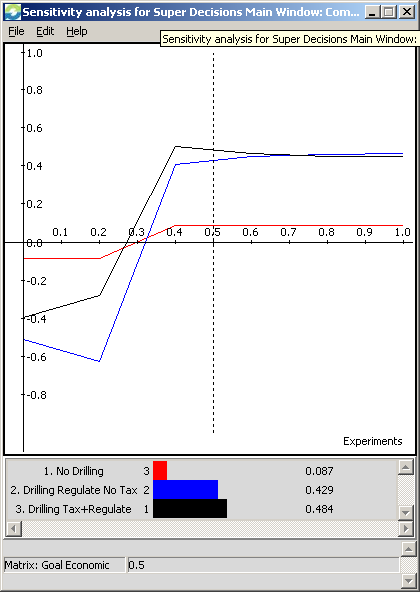 Sensitivity analysis for Super Decisions Main Window: Com...
File Edit Help
Sensitivity analysis for Super Decisions Main Window:
1.0
0.8
0.6
0.4
0.2
0.0 0.1 0.2 0.3 0.4 0.5 0.6 0.7 0.8 0.9 1.0
-0.2
-0.4
-0.6
-0.8
Experiments
1. No Drilling 3 0.087
2. Drilling Regulate No Tax 2 0.429
3. Drilling Tax+Regulate 1 0.484
Matrix: Goal Economic 0.5